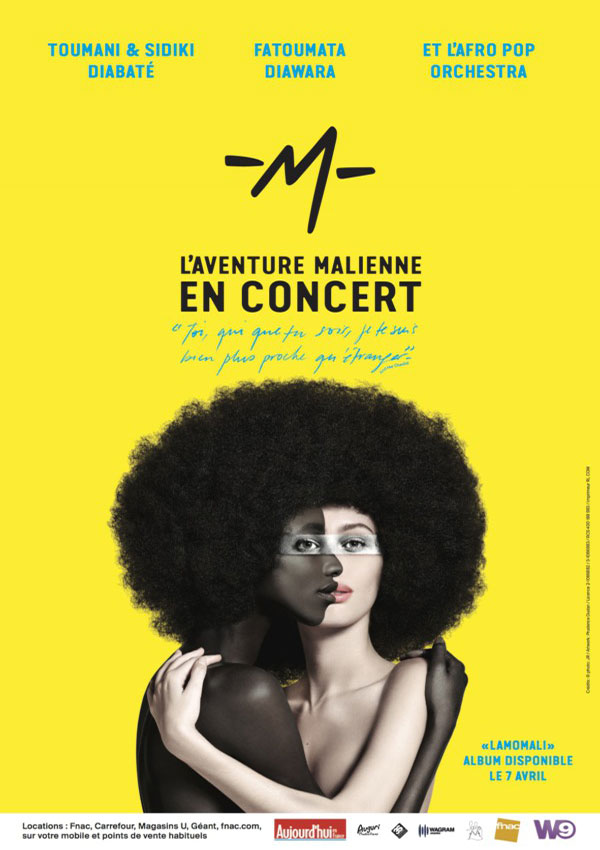 TOUMANI & SIDIKI
DIABATÉ
FATOUMATA
DIAWARA
ET L'AFRO POP
ORCHESTRA
-M-
L'AVENTURE MALIENNE
EN CONCERT
"Toi, qui que tu sois, je te suis
bien plus proche qu'étranger"
«LAMOMALI»
ALBUM DISPONIBLE
LE 7 AVRIL
Locations : Fnac, Carrefour, Magasins U, Géant, fnac.com,
sur votre mobile et points de vente habituels
Aujourd'hui
Auguri
WAGRAM
fnac
W9